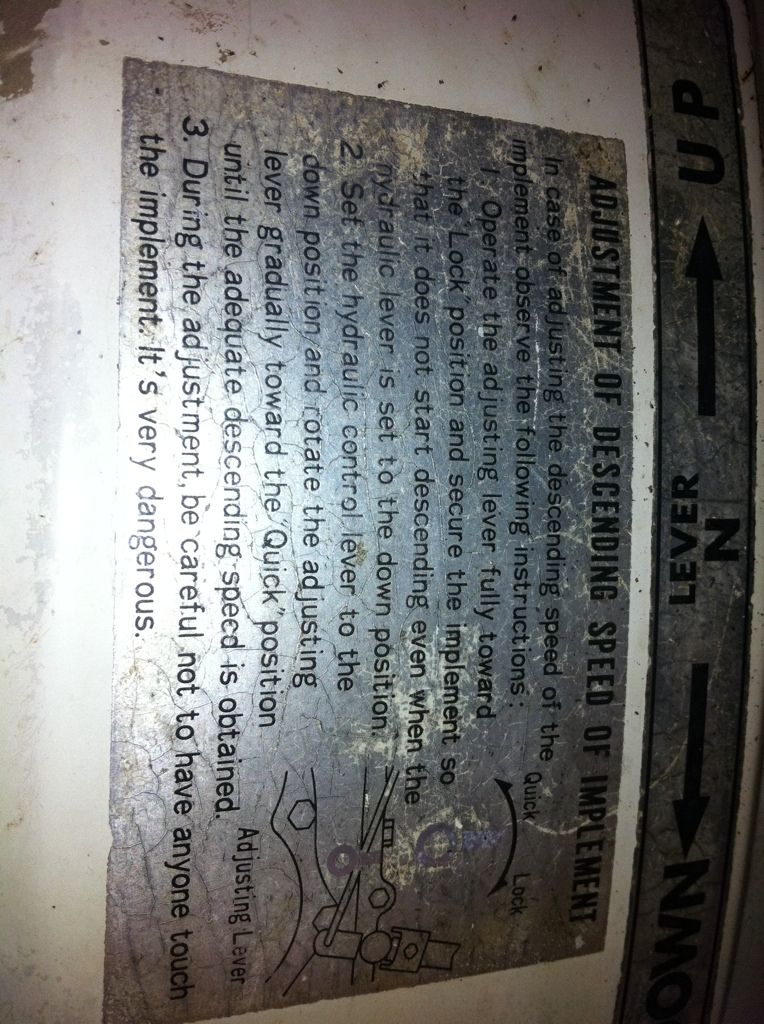 UP
N
LEVER
DOWN
ADJUSTMENT OF DESCENDING SPEED OF IMPLEMENT
In case of adjusting the descending speed of the
implement observe the following instructions:
1. Operate the adjusting lever fully toward
the "Lock" position and secure the implement so
that it does not start descending even when the
hydraulic lever is set to the down position.
2. Set the hydraulic control lever to the
down position and rotate the adjusting
lever gradually toward the "Quick" position
until the adequate descending speed is obtained.
3. During the adjustment, be careful not to have anyone touch
the implement. It's very dangerous.
Quick
Lock
Adjusting Lever